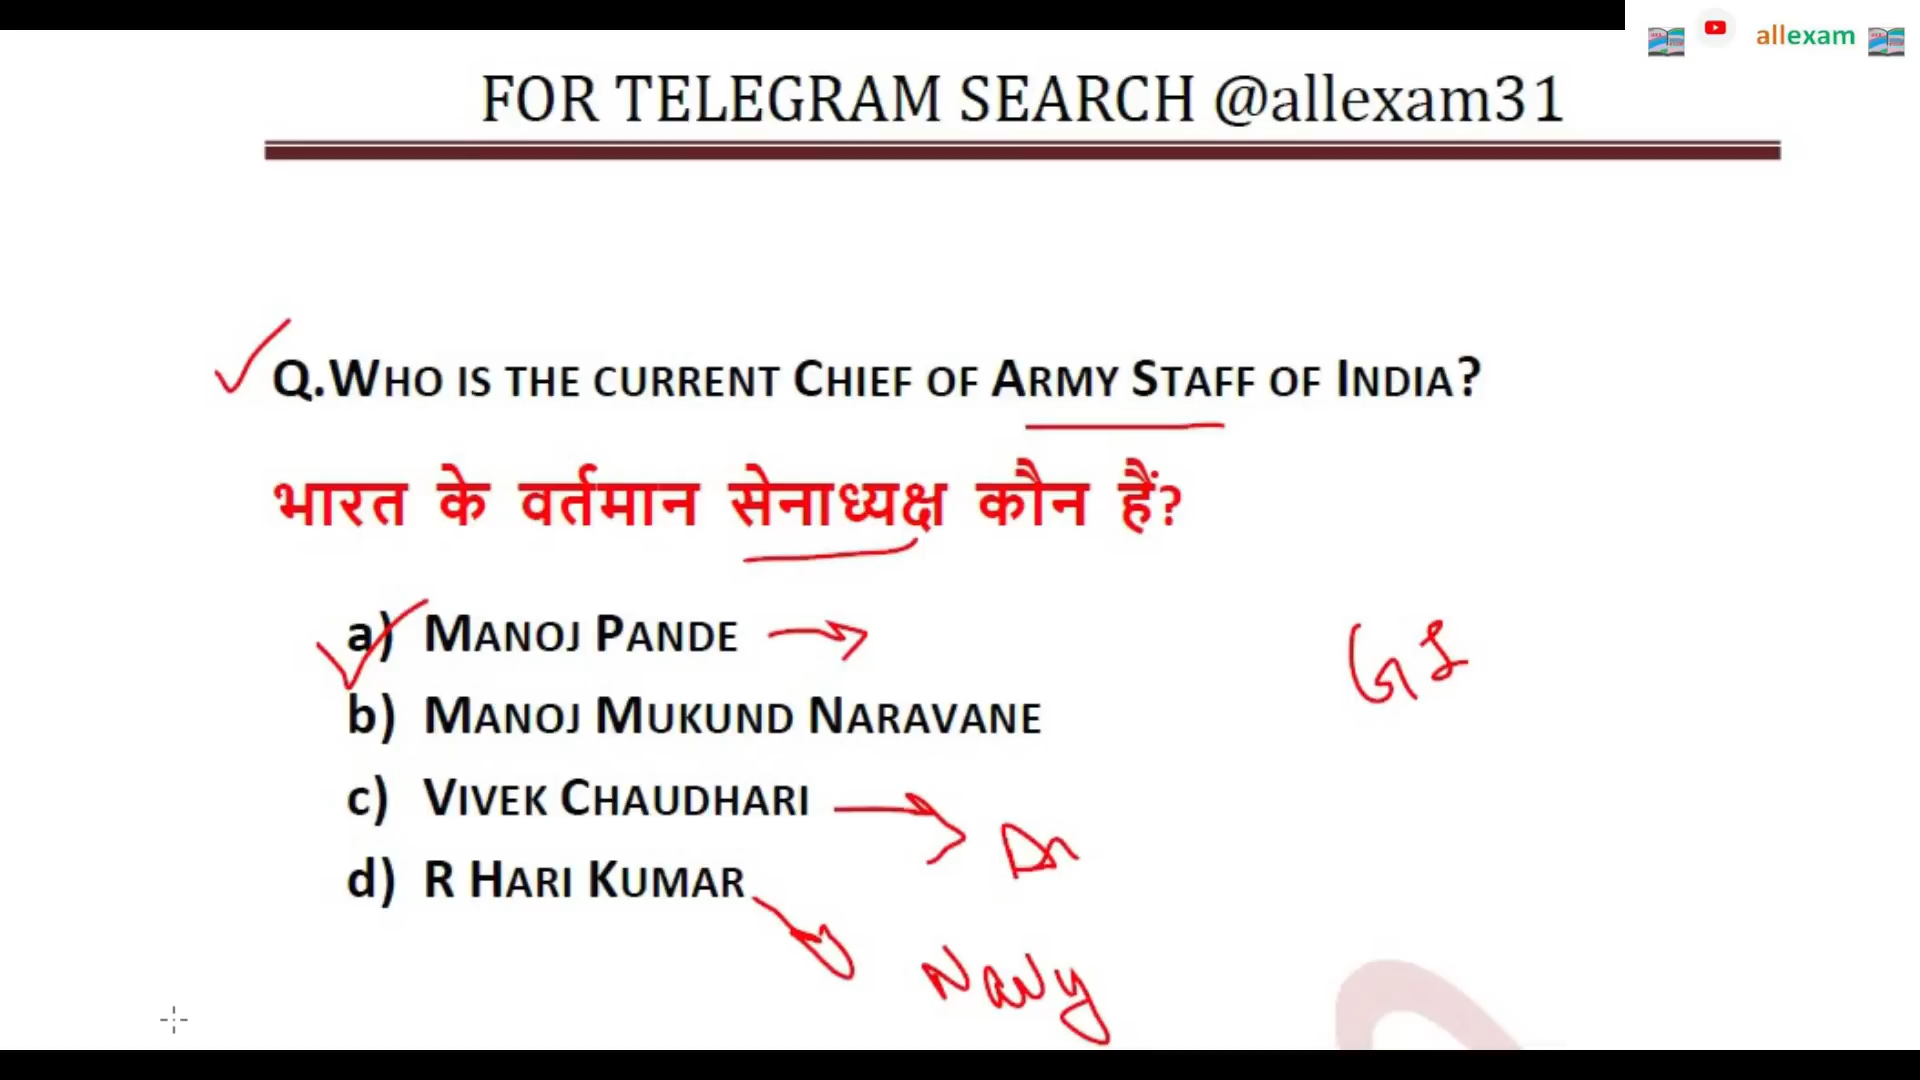 allexam
FOR TELEGRAM SEARCH @allexam31
Q.WHO IS THE CURRENT CHIEF OF ARMY STAFF OF INDIA?
भारत के वर्तमान सेनाध्यक्ष कौन हैं?
a) MANOJ PANDE
b) MANOJ MUKUND NARAVANE
c) VIVEK CHAUDHARI
d) R HARI KUMAR
Navy